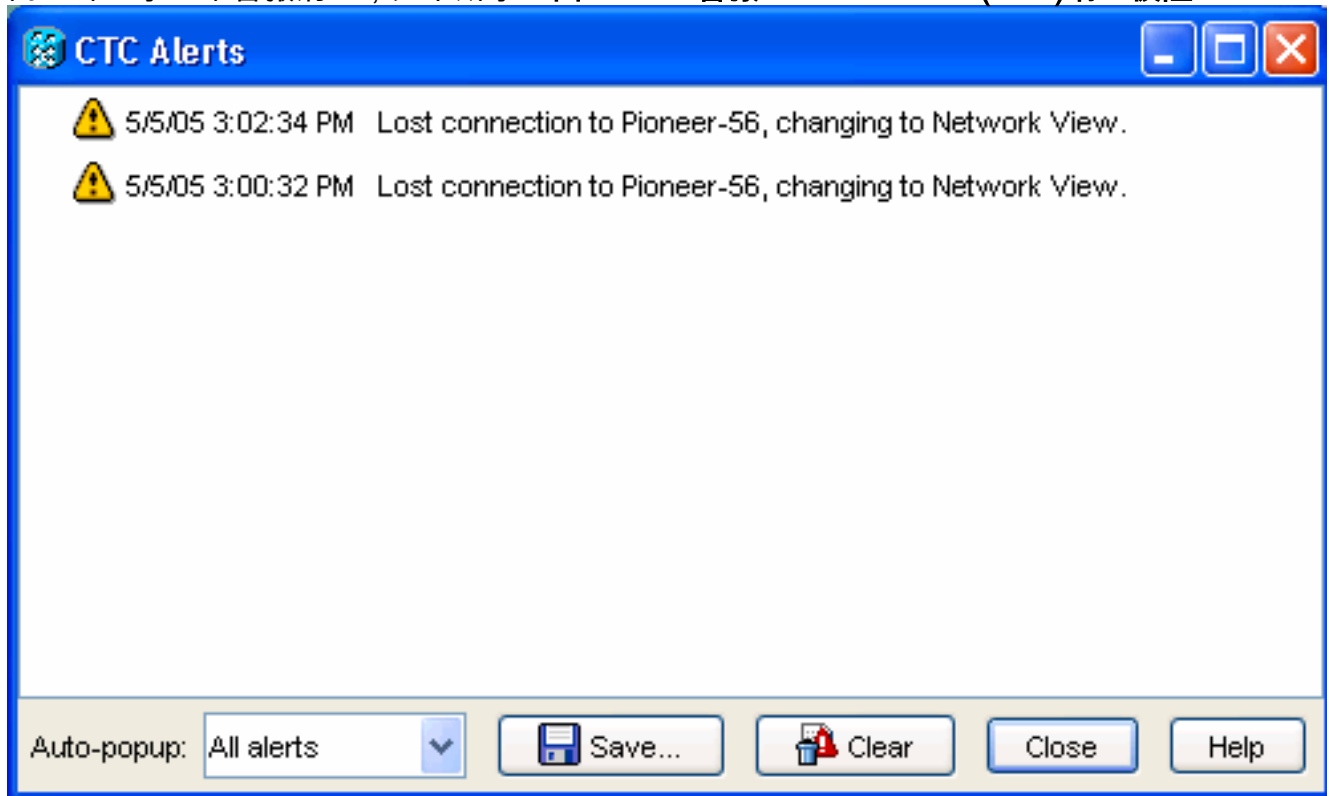 CTC Alerts
5/5/05 3:02:34 PM Lost connection to Pioneer-56, changing to Network View.
5/5/05 3:00:32 PM Lost connection to Pioneer-56, changing to Network View.
Auto-popup: All alerts Save... Clear Close Help